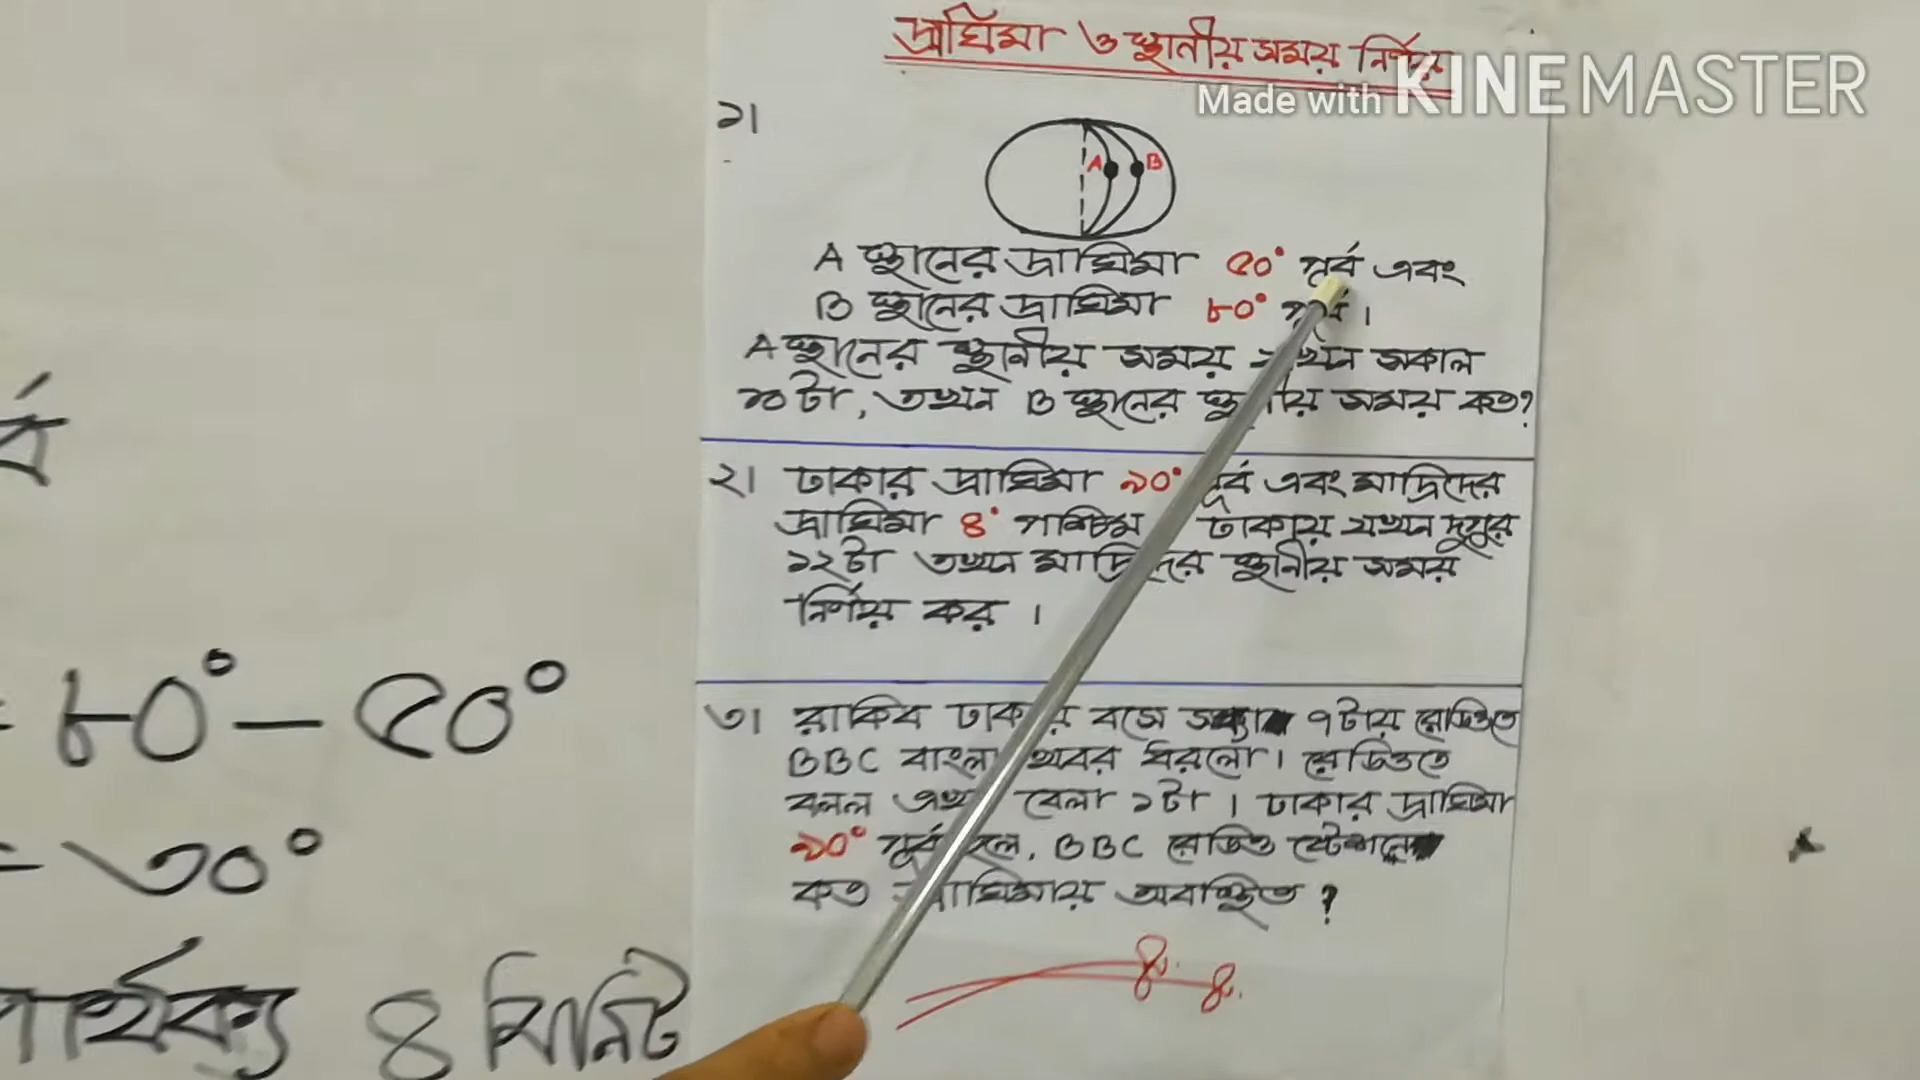 দ্রাঘিমা ও স্থানীয় সময় নির্ণয়
Made with KINEMASTER
১।
A B
A স্থানের দ্রাঘিমা ৫০° পূর্ব এবং
B স্থানের দ্রাঘিমা ৮০° পূর্ব।
A স্থানের স্থানীয় সময় যখন সকাল
১০টা, তখন B স্থানের স্থানীয় সময় কত?
২। ঢাকার দ্রাঘিমা ৯০° পূর্ব এবং মাদ্রিদের
দ্রাঘিমা ৪° পশ্চিম ঢাকায় যখন দুপুর
১২টা তখন মাদ্রিদের স্থানীয় সময়
নির্ণয় কর ।
৩। রাকিব ঢাকায় বসে সন্ধ্যা ৭টায় রেডিওতে
BBC বাংলা খবর ধরলো। রেডিওতে
বলল এখন বেলা ১টা । ঢাকার দ্রাঘিমা
৯০° পূর্ব হলে, BBC রেডিও স্টেশন
কত দ্রাঘিমায় অবস্থিত ?
= ৮০° – ৫০°
= ৩০°
পার্থক্য ৪ মিনিট